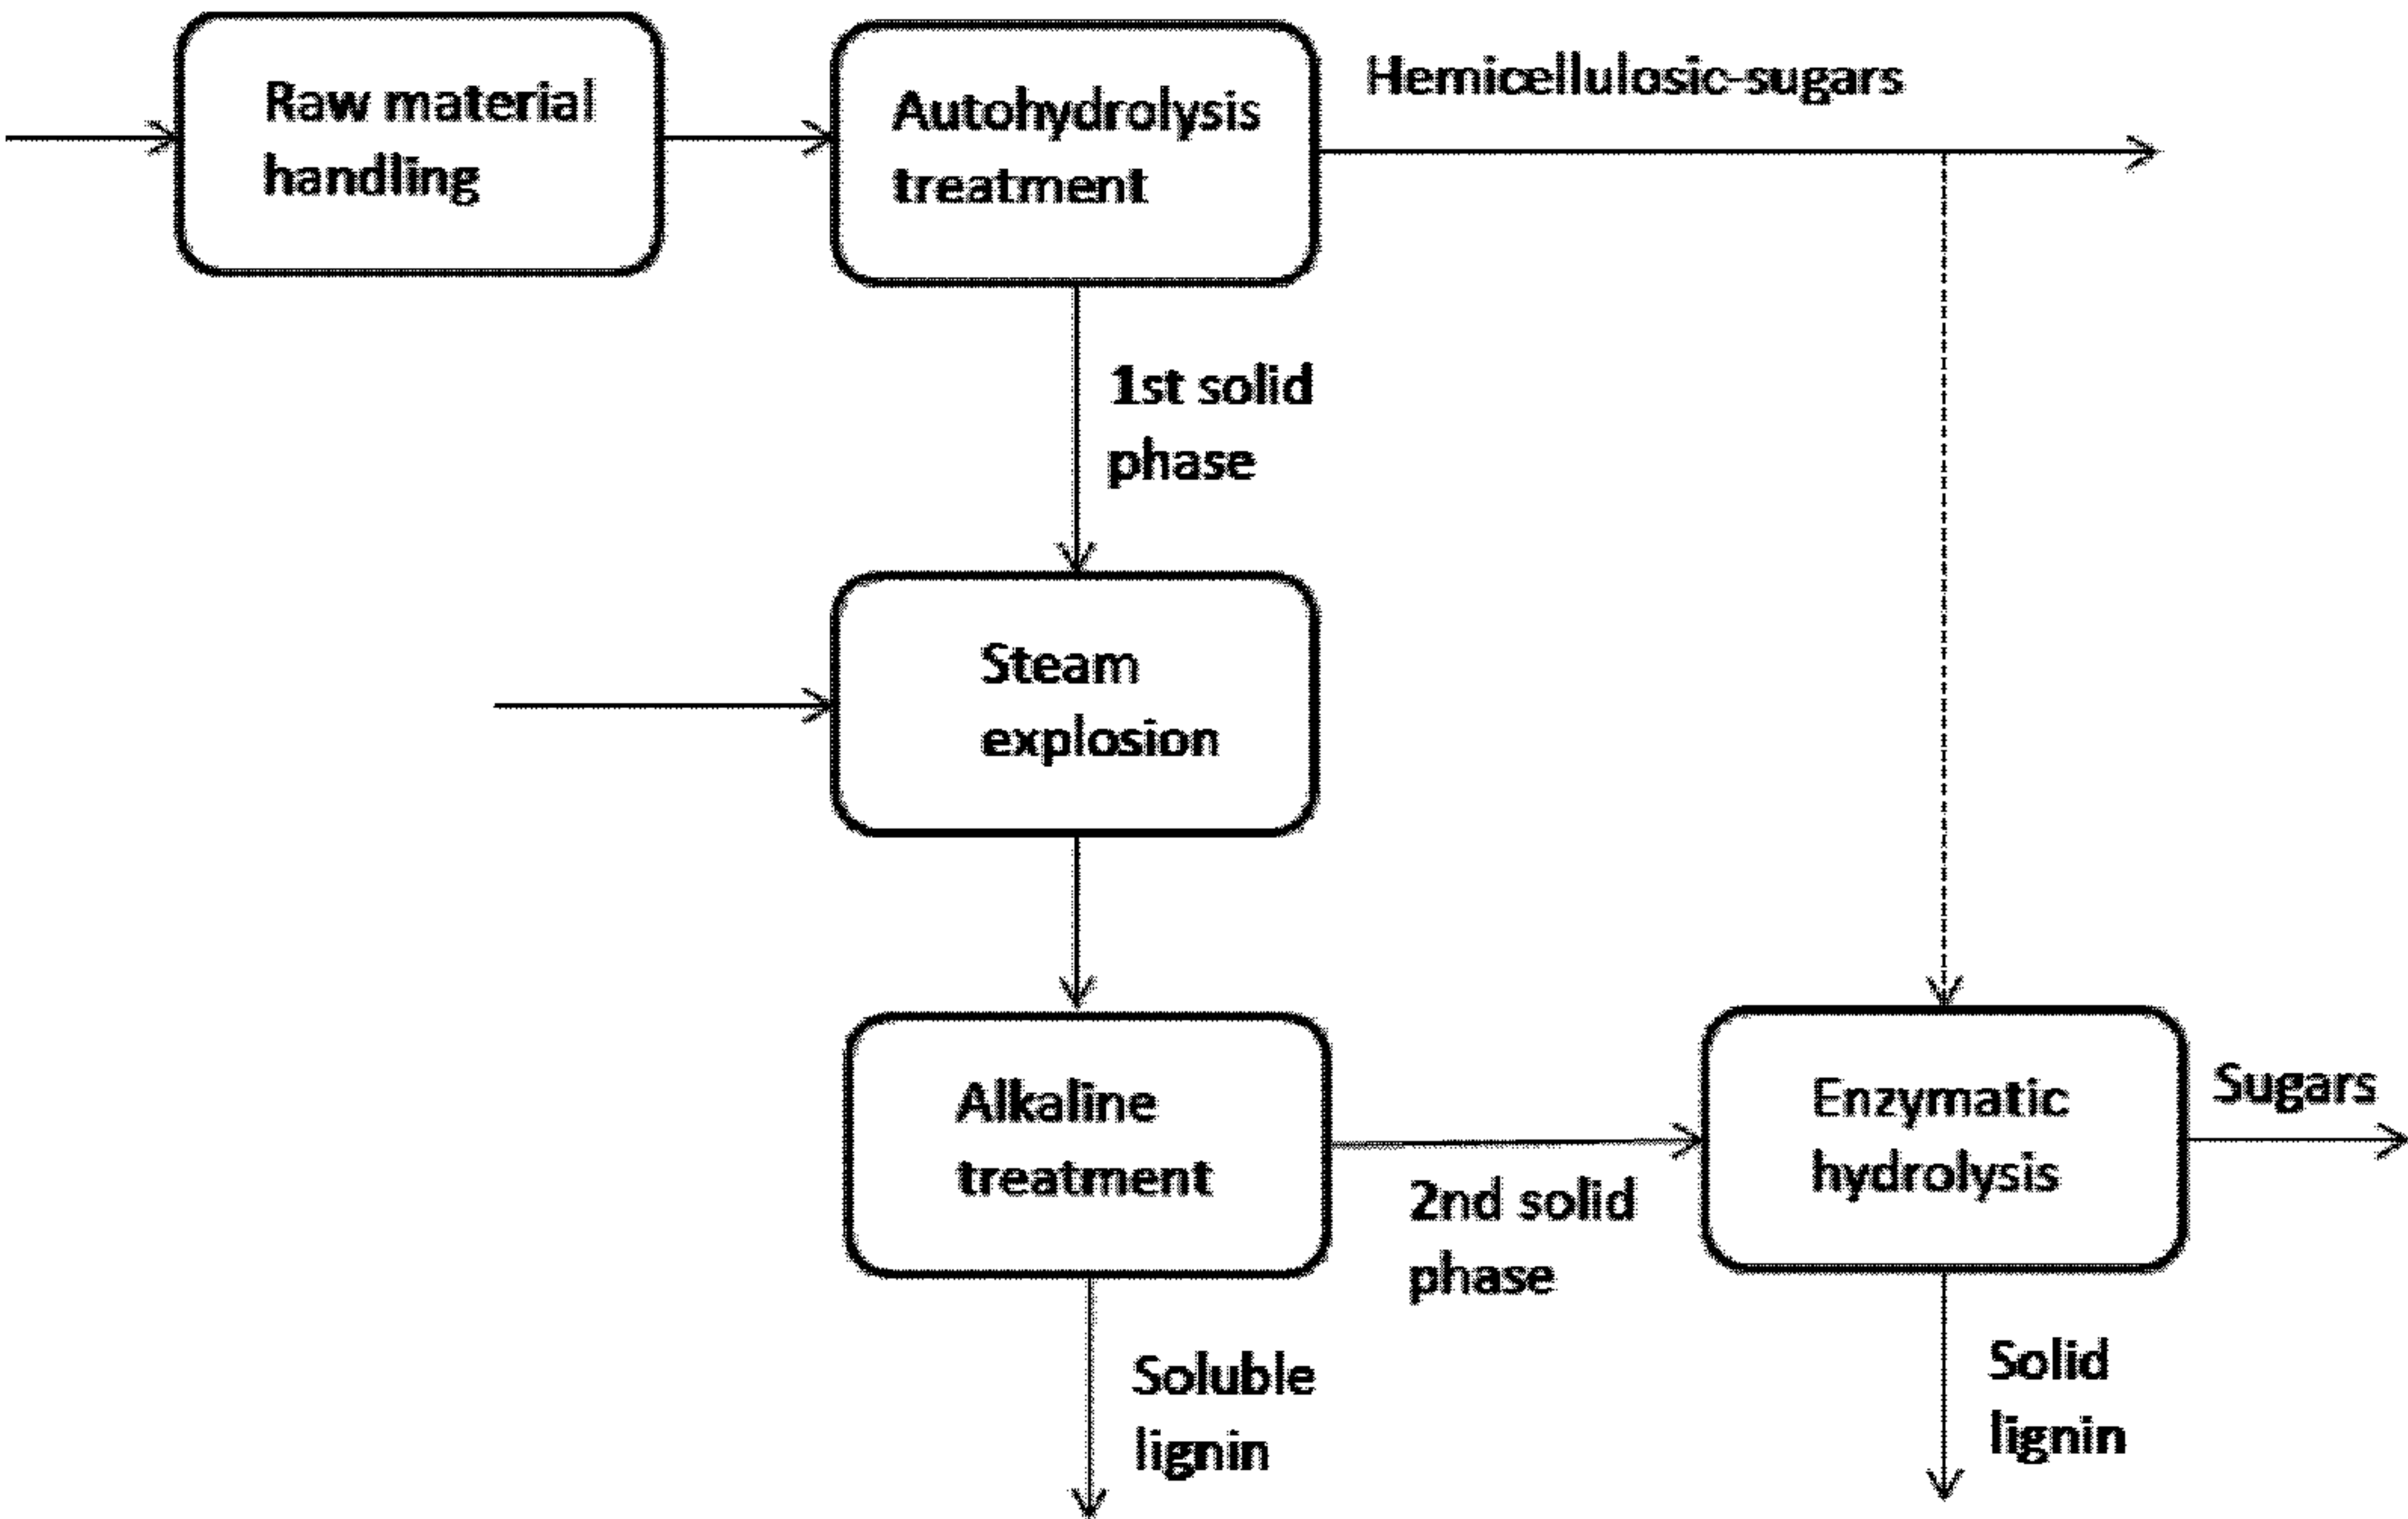 Raw material
handling
Autohydrolysis
treatment
Hemicellulosic-sugars
1st solid
phase
Steam
explosion
Alkaline
treatment
2nd solid
phase
Enzymatic
hydrolysis
Sugars
Soluble
lignin
Solid
lignin